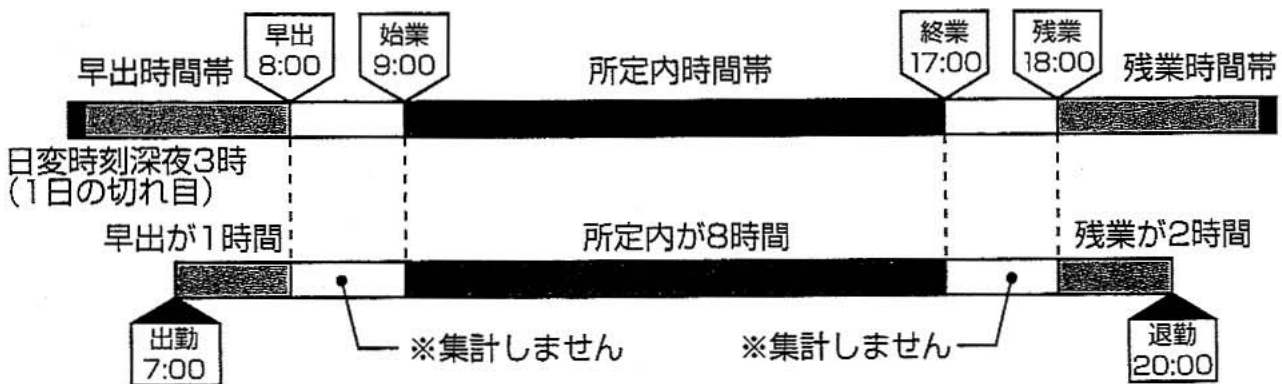 早出
8:00
始業
9:00
終業
17:00
残業
18:00
早出時間帯
所定内時間帯
残業時間帯
日変時刻深夜3時
(1日の切れ目)
早出が1時間
所定内が8時間
残業が2時間
出勤
7:00
※集計しません
※集計しません
退勤
20:00